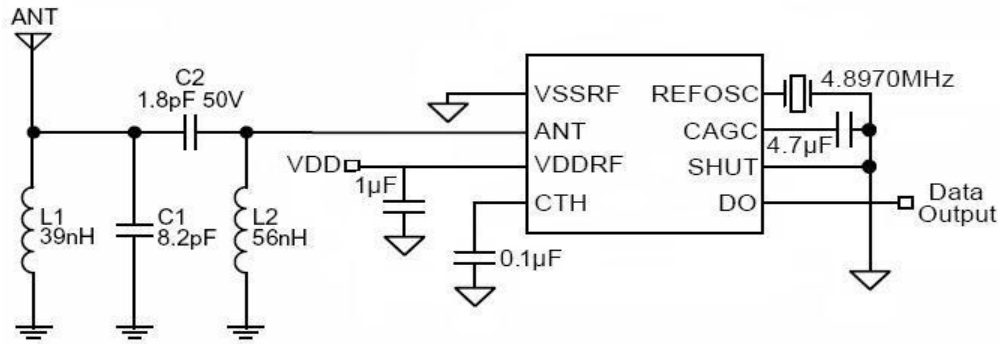 ANT
C2
1.8pF 50V
L1
39nH
C1
8.2pF
L2
56nH
VDD
1µF
0.1µF
VSSRF
ANT
VDDRF
CTH
REFOSC
CAGC
SHUT
DO
4.8970MHz
4.7µF
Data
Output